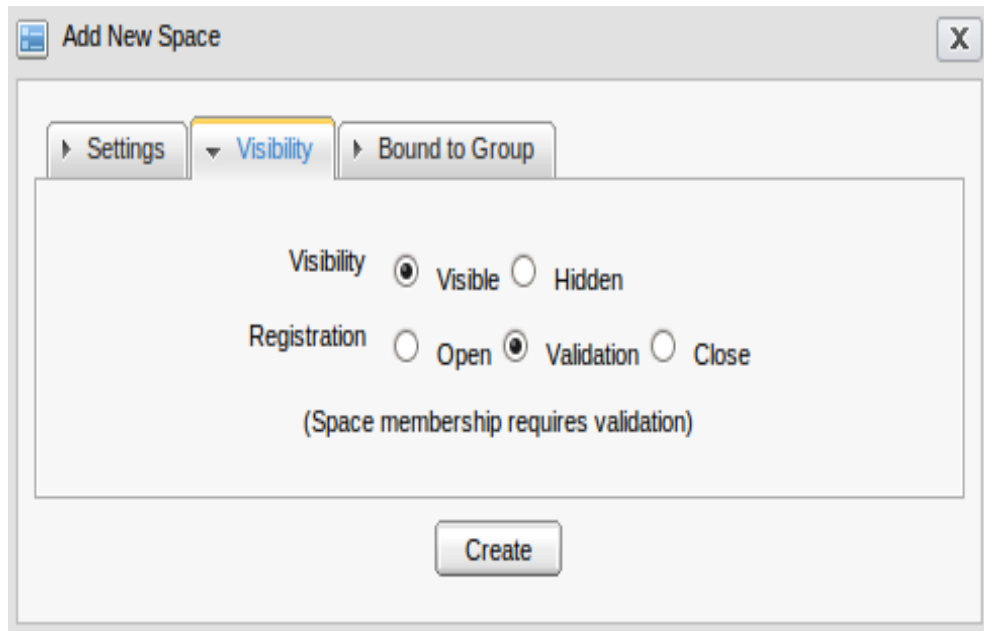 Add New Space X
Settings Visibility Bound to Group
Visibility Visible Hidden
Registration Open Validation Close
(Space membership requires validation)
Create